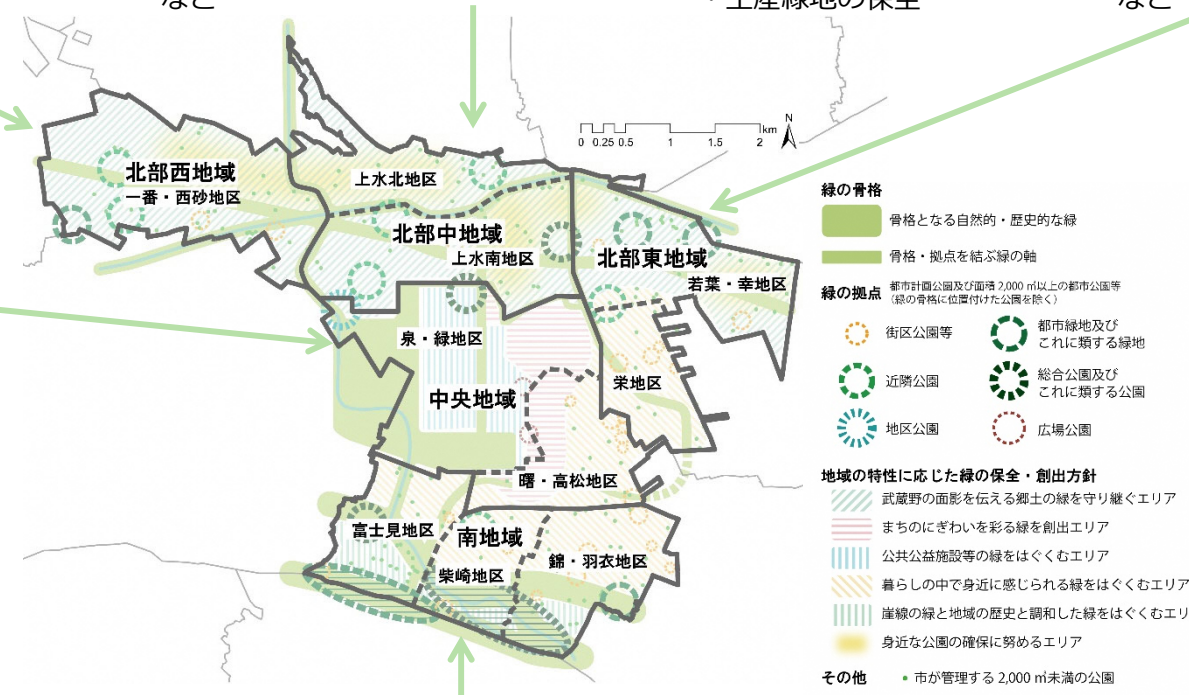 など
・生産緑地の保全
など
北部西地域
一番・西砂地区
上水北地区
北部中地域
上水南地区
北部東地域
若葉・幸地区
泉・緑地区
中央地域
栄地区
曙・高松地区
富士見地区
南地域
柴崎地区
錦・羽衣地区
N
0 0.25 0.5 1 1.5 2 km
緑の骨格
骨格となる自然的・歴史的な緑
骨格・拠点を結ぶ緑の軸
緑の拠点 都市計画公園及び面積 2,000 ㎡以上の都市公園等
（緑の骨格に位置付けた公園を除く）
街区公園等
都市緑地及び
これに類する緑地
近隣公園
総合公園及び
これに類する公園
地区公園
広場公園
地域の特性に応じた緑の保全・創出方針
武蔵野の面影を伝える郷土の緑を守り継ぐエリア
まちのにぎわいを彩る緑を創出エリア
公共公益施設等の緑をはぐくむエリア
暮らしの中で身近に感じられる緑をはぐくむエリア
崖線の緑と地域の歴史と調和した緑をはぐくむエリ
身近な公園の確保に努めるエリア
その他 ・市が管理する 2,000 ㎡未満の公園